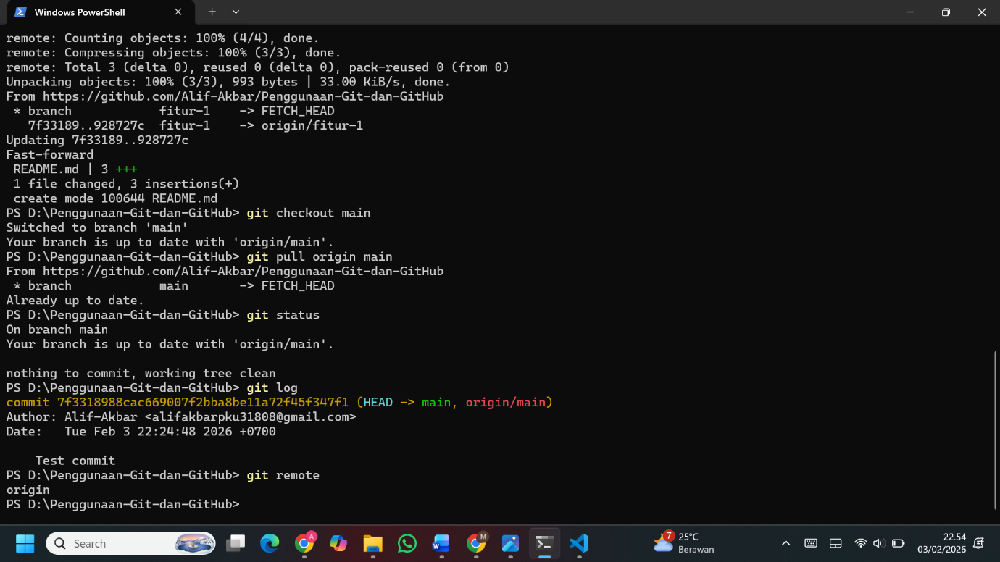 Windows PowerShell
remote: Counting objects: 100% (4/4), done.
remote: Compressing objects: 100% (3/3), done.
remote: Total 3 (delta 0), reused 0 (delta 0), pack-reused 0 (from 0)
Unpacking objects: 100% (3/3), 993 bytes | 33.00 KiB/s, done.
From https://github.com/Alif-Akbar/Penggunaan-Git-dan-GitHub
 * branch            fitur-1    -> FETCH_HEAD
   7f33189..928727c  fitur-1    -> origin/fitur-1
Updating 7f33189..928727c
Fast-forward
 README.md | 3 +++
 1 file changed, 3 insertions(+)
 create mode 100644 README.md
PS D:\Penggunaan-Git-dan-GitHub> git checkout main
Switched to branch 'main'
Your branch is up to date with 'origin/main'.
PS D:\Penggunaan-Git-dan-GitHub> git pull origin main
From https://github.com/Alif-Akbar/Penggunaan-Git-dan-GitHub
 * branch            main       -> FETCH_HEAD
Already up to date.
PS D:\Penggunaan-Git-dan-GitHub> git status
On branch main
Your branch is up to date with 'origin/main'.

nothing to commit, working tree clean
PS D:\Penggunaan-Git-dan-GitHub> git log
commit 7f3318988cac669007f2bba8be11a72f45f347f1 (HEAD -> main, origin/main)
Author: Alif-Akbar <alifakbarpku31808@gmail.com>
Date:   Tue Feb 3 22:24:48 2026 +0700

    Test commit
PS D:\Penggunaan-Git-dan-GitHub> git remote
origin
PS D:\Penggunaan-Git-dan-GitHub>
Search
A
W
M
7
25°C
Berawan
22.54
03/02/2026